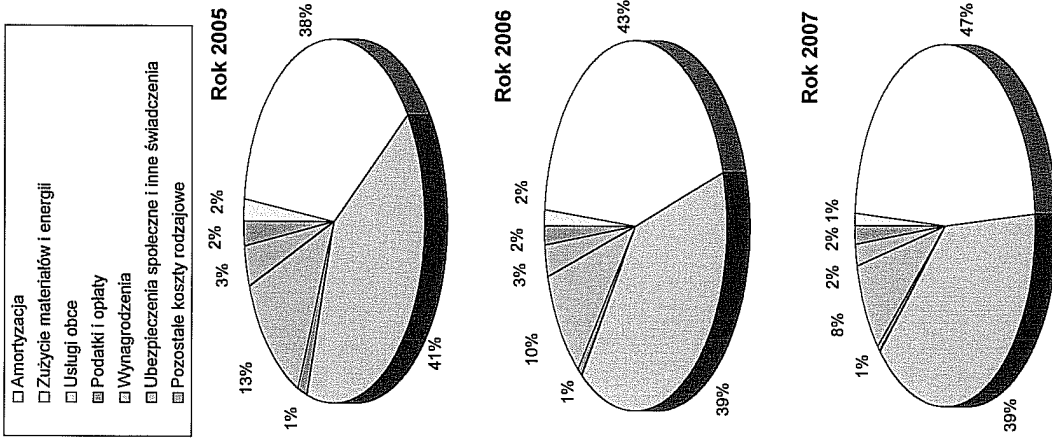 Amortyzacja
Zużycie materiałów i energii
Usługi obce
Podatki i opłaty
Wynagrodzenia
Ubezpieczenia społeczne i inne świadczenia
Pozostałe koszty rodzajowe
Rok 2005
2%
38%
41%
1%
13%
3%
2%
Rok 2006
2%
43%
39%
1%
10%
3%
2%
Rok 2007
1%
47%
39%
1%
8%
2%
2%